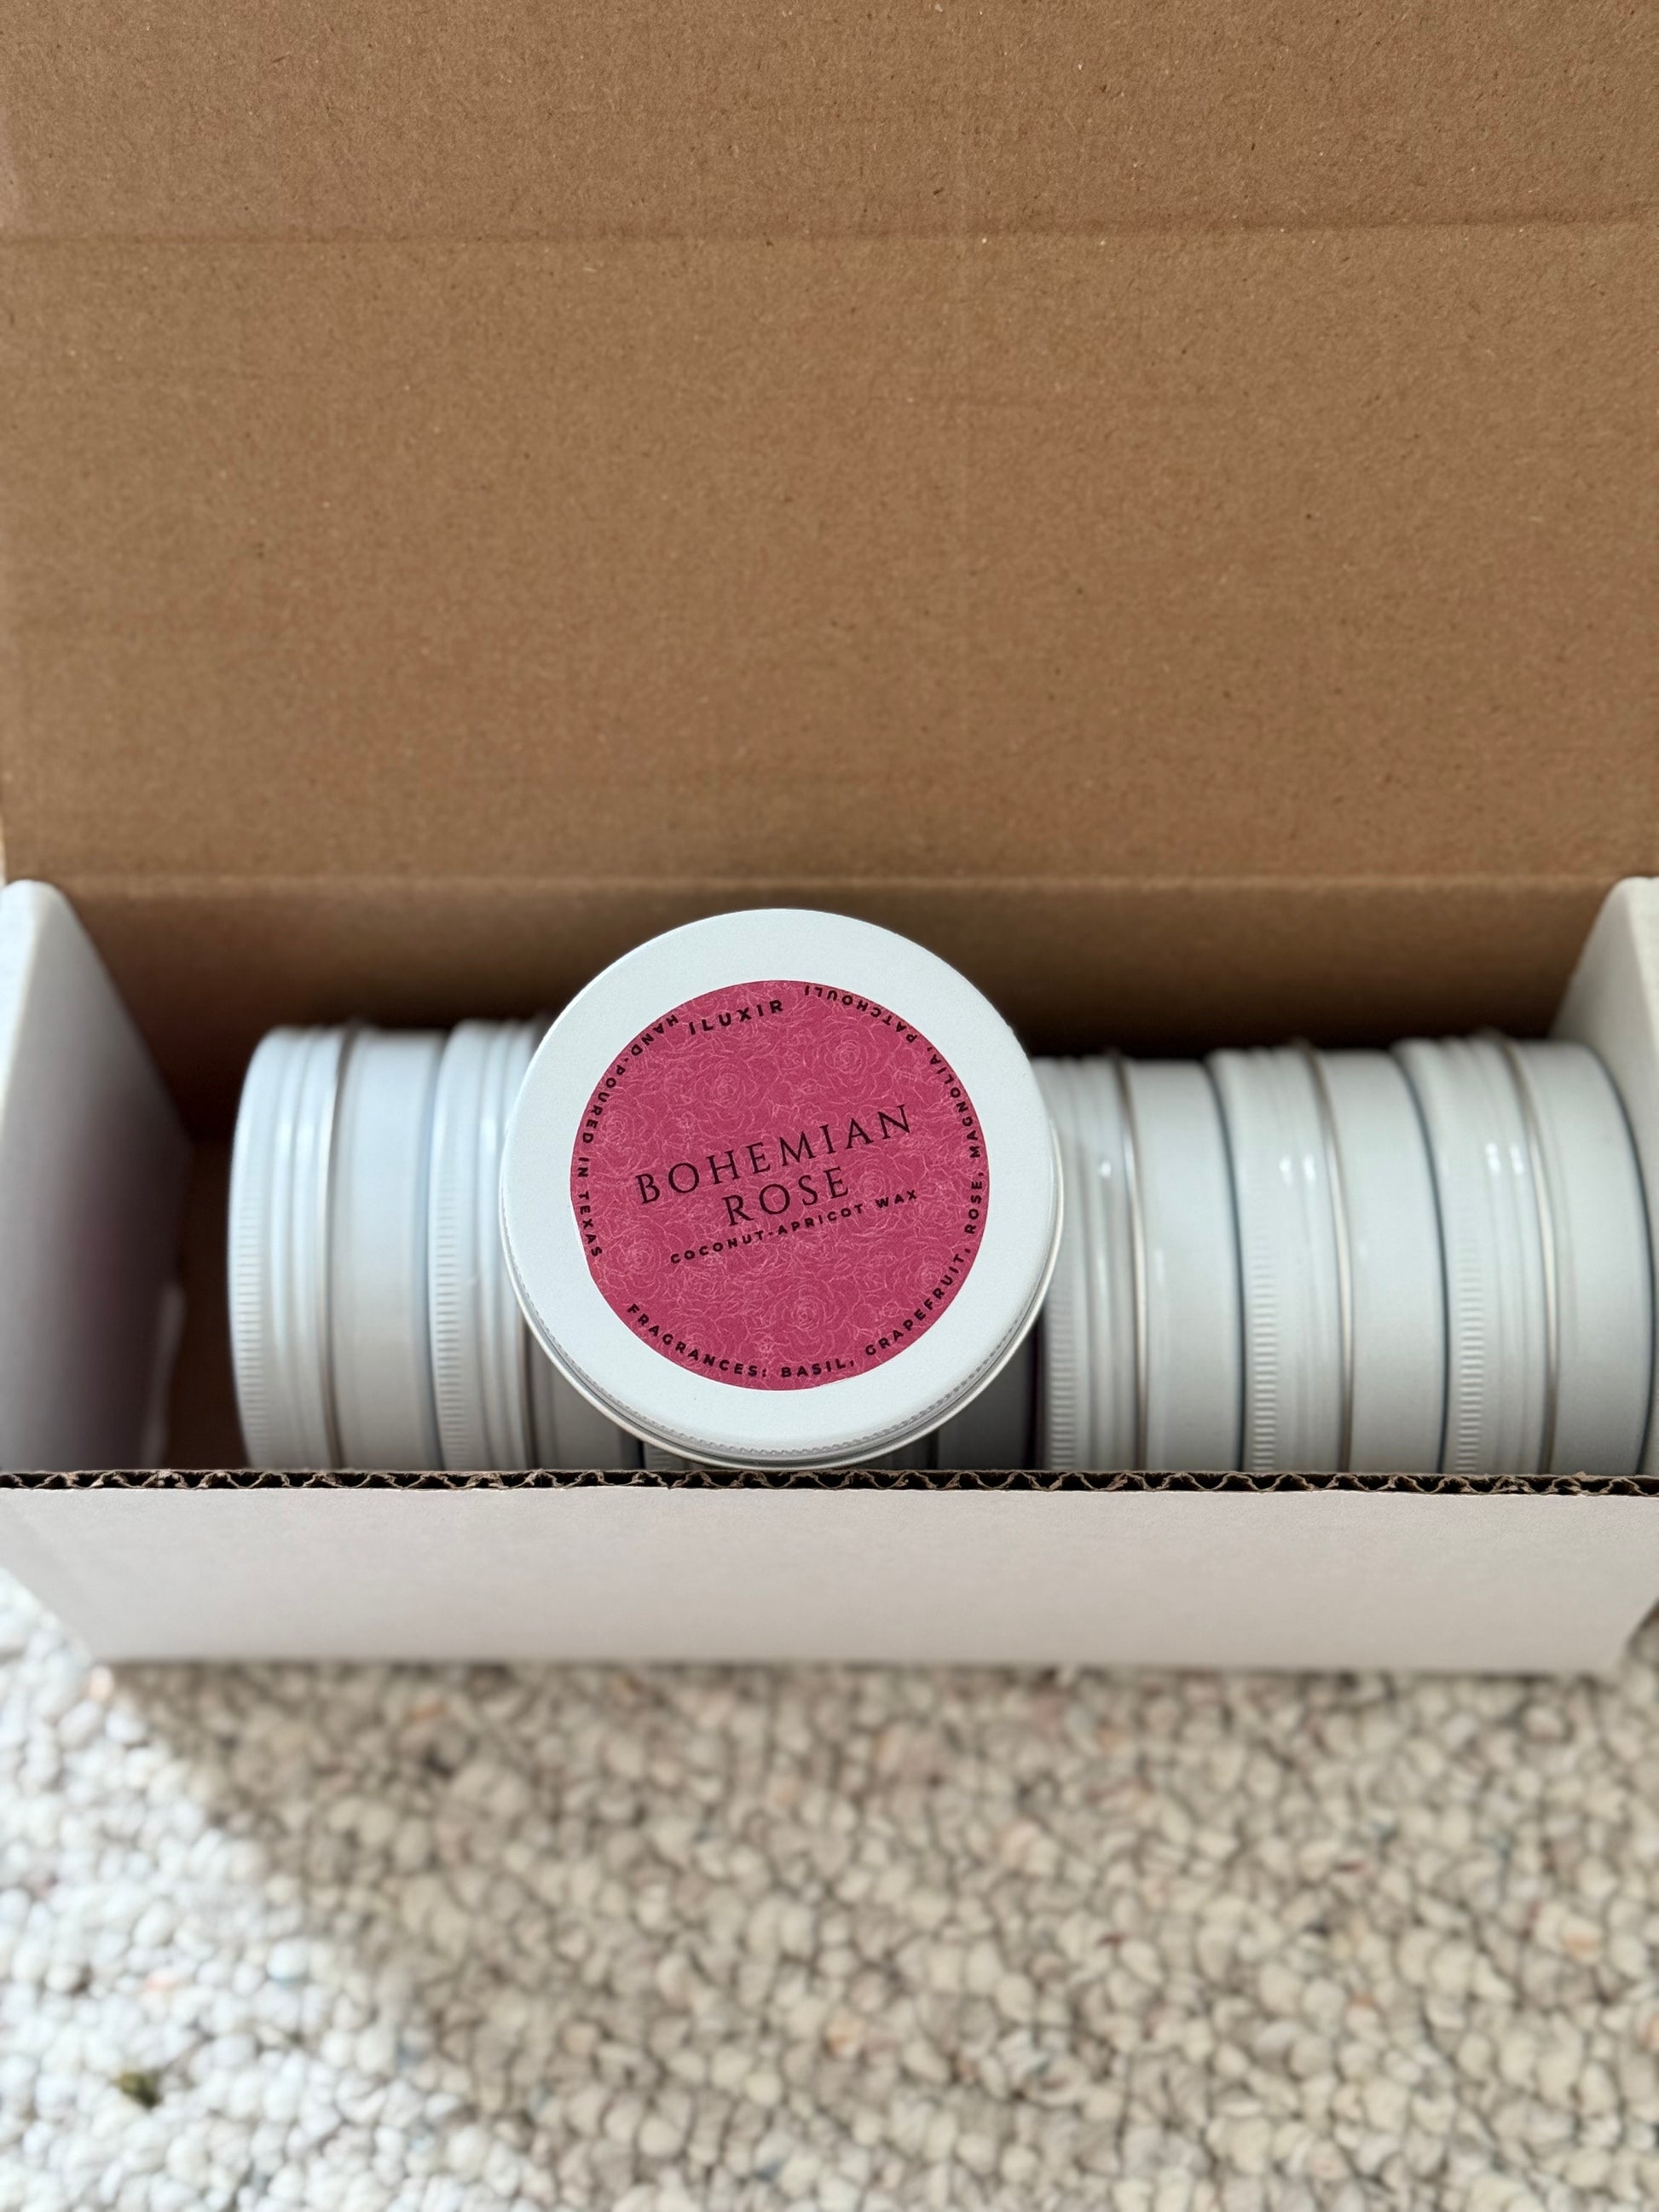 ILUXIR
BOHEMIAN
ROSE
COCONUT-APRICOT WAX
FRAGRANCES: BASIL, GRAPEFRUIT, ROSE, MAGNOLIA, PATCHOULI
HAND-POURED IN TEXAS